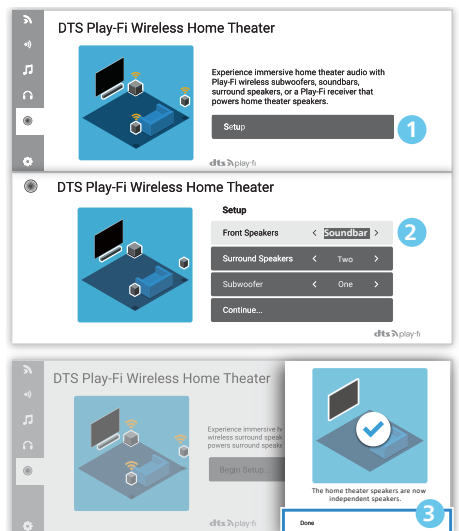 DTS Play-Fi Wireless Home Theater
Experience immersive home theater audio with
Play-Fi wireless subwoofers, soundbars,
surround speakers, or a Play-Fi receiver that
powers home theater speakers.
Setup
1
dts play-fi
DTS Play-Fi Wireless Home Theater
Setup
Front Speakers < Soundbar >
2
Surround Speakers < Two >
Subwoofer < One >
Continue...
dts play-fi
DTS Play-Fi Wireless Home Theater
Experience immersive
wireless surround
powers surround
Begin Setup...
dts play-fi
The home theater speakers are now
independent speakers.
3
Done